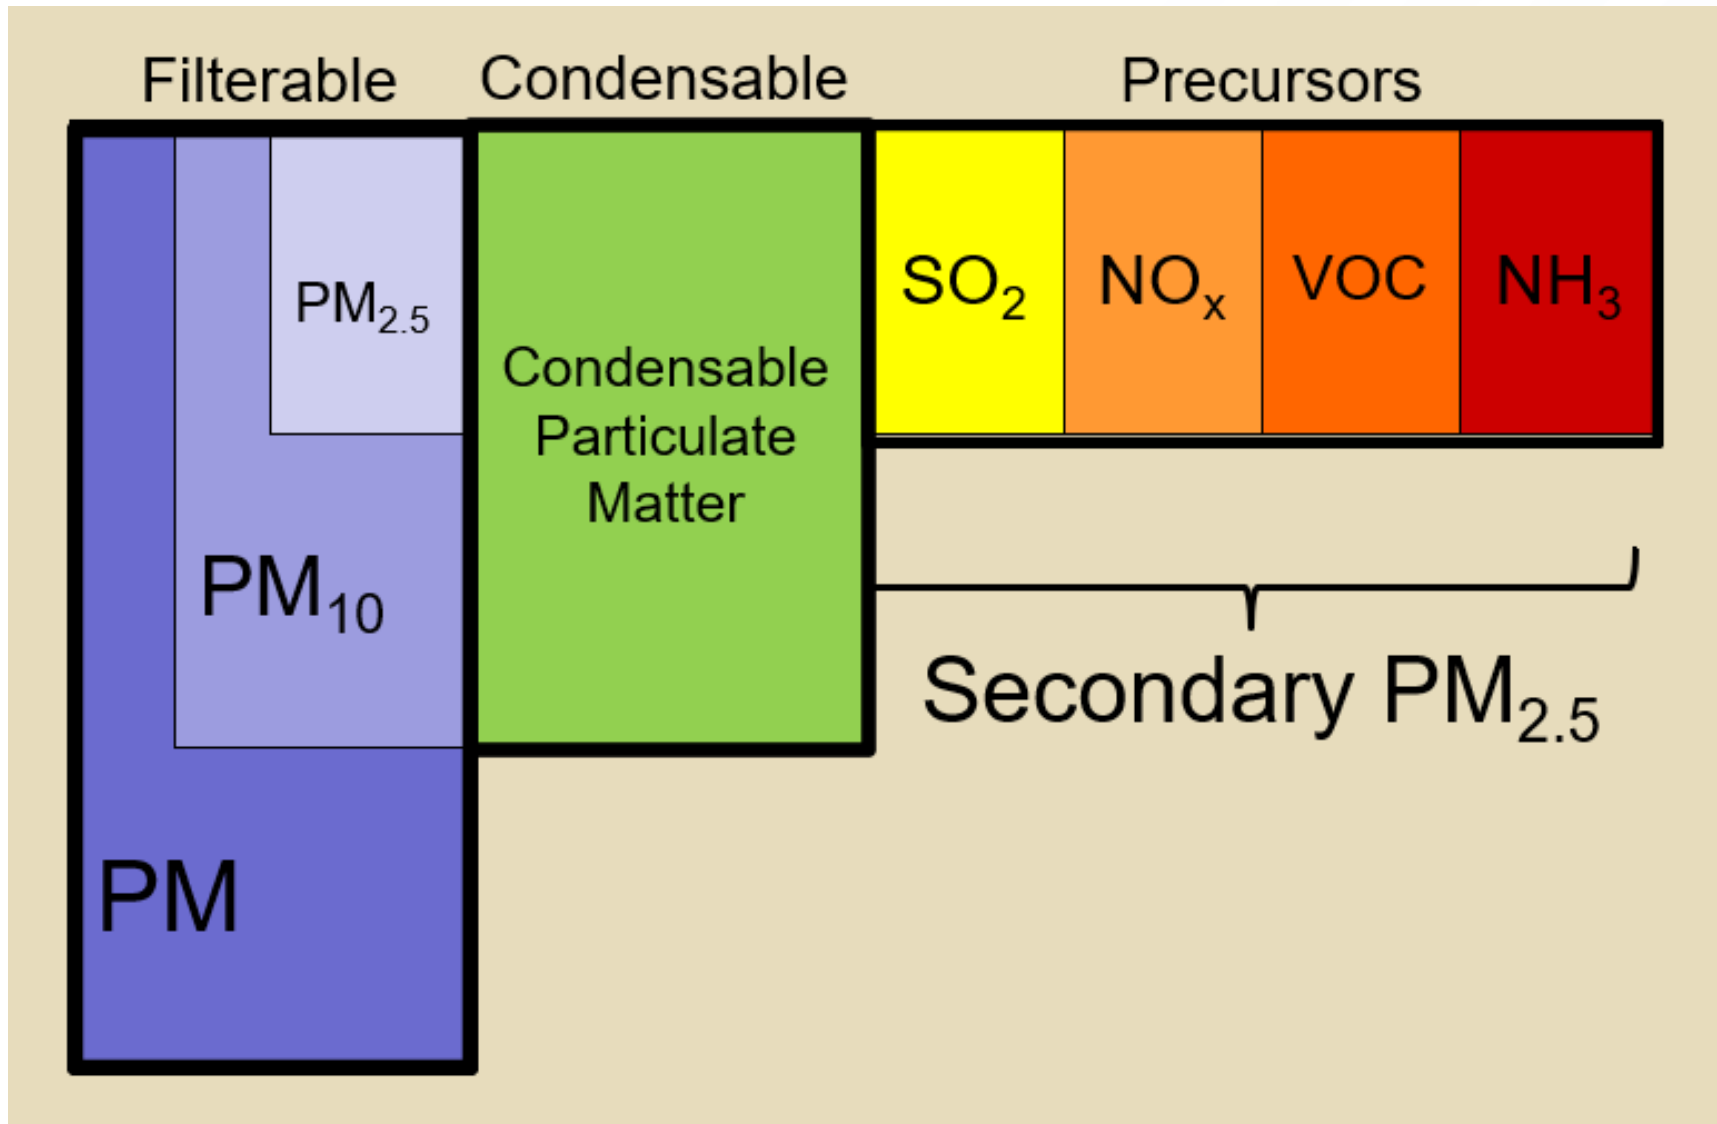 Filterable
Condensable
Precursors
PM₂.₅
Condensable
Particulate
Matter
SO₂
NOₓ
VOC
NH₃
PM₁₀
Secondary PM₂.₅
PM